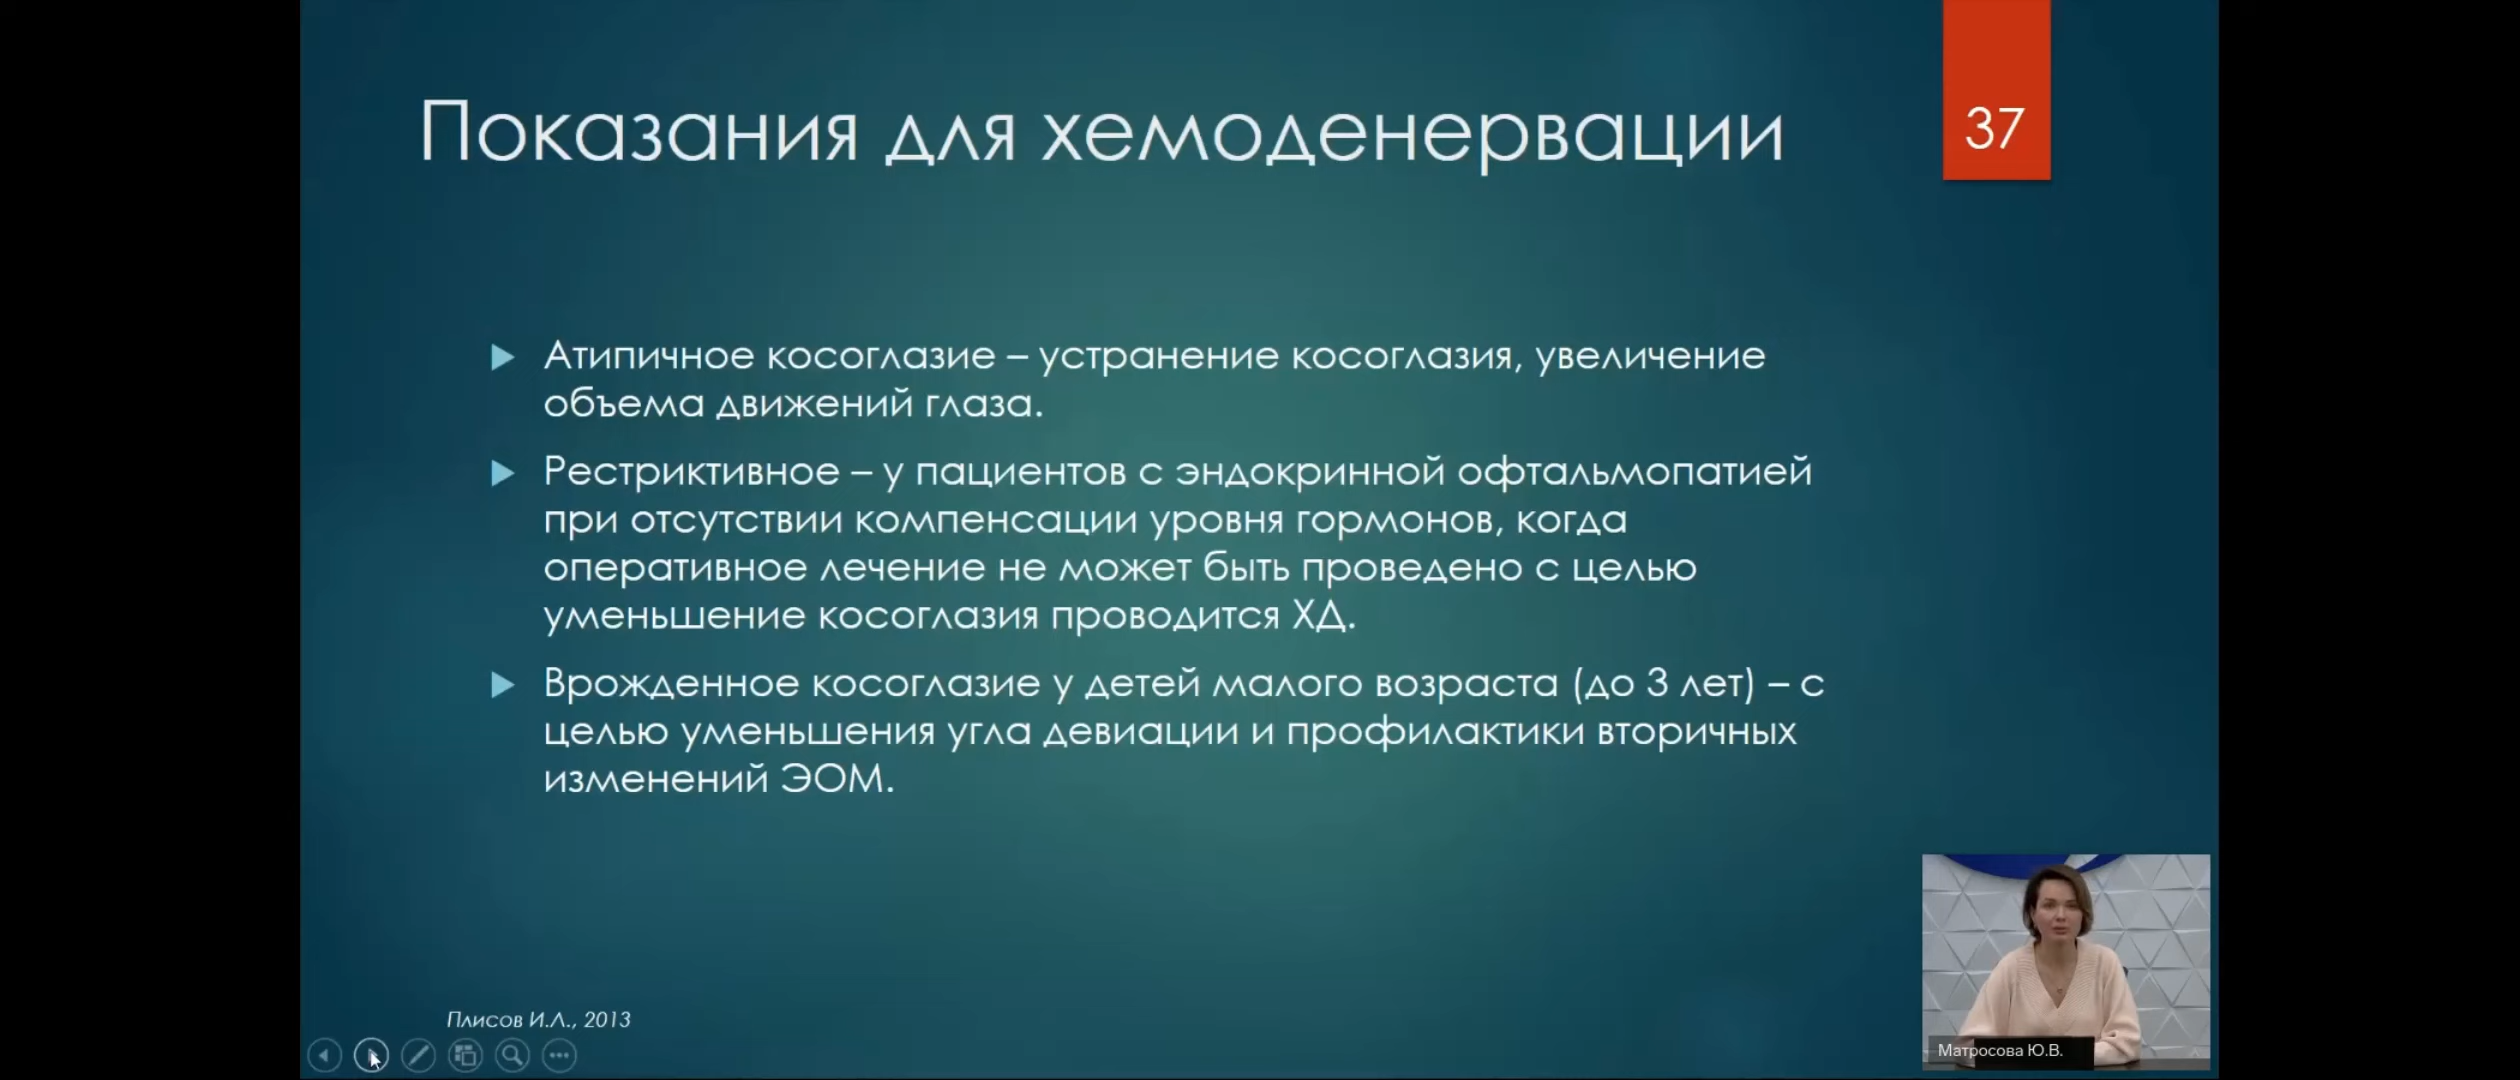 Показания для хемоденервации
37
Атипичное косоглазие – устранение косоглазия, увеличение
объема движений глаза.
Рестриктивное – у пациентов с эндокринной офтальмопатией
при отсутствии компенсации уровня гормонов, когда
оперативное лечение не может быть проведено с целью
уменьшение косоглазия проводится ХД.
Врожденное косоглазие у детей малого возраста (до 3 лет) – с
целью уменьшения угла девиации и профилактики вторичных
изменений ЭОМ.
Плисов И.Л., 2013
Матросова Ю.В.